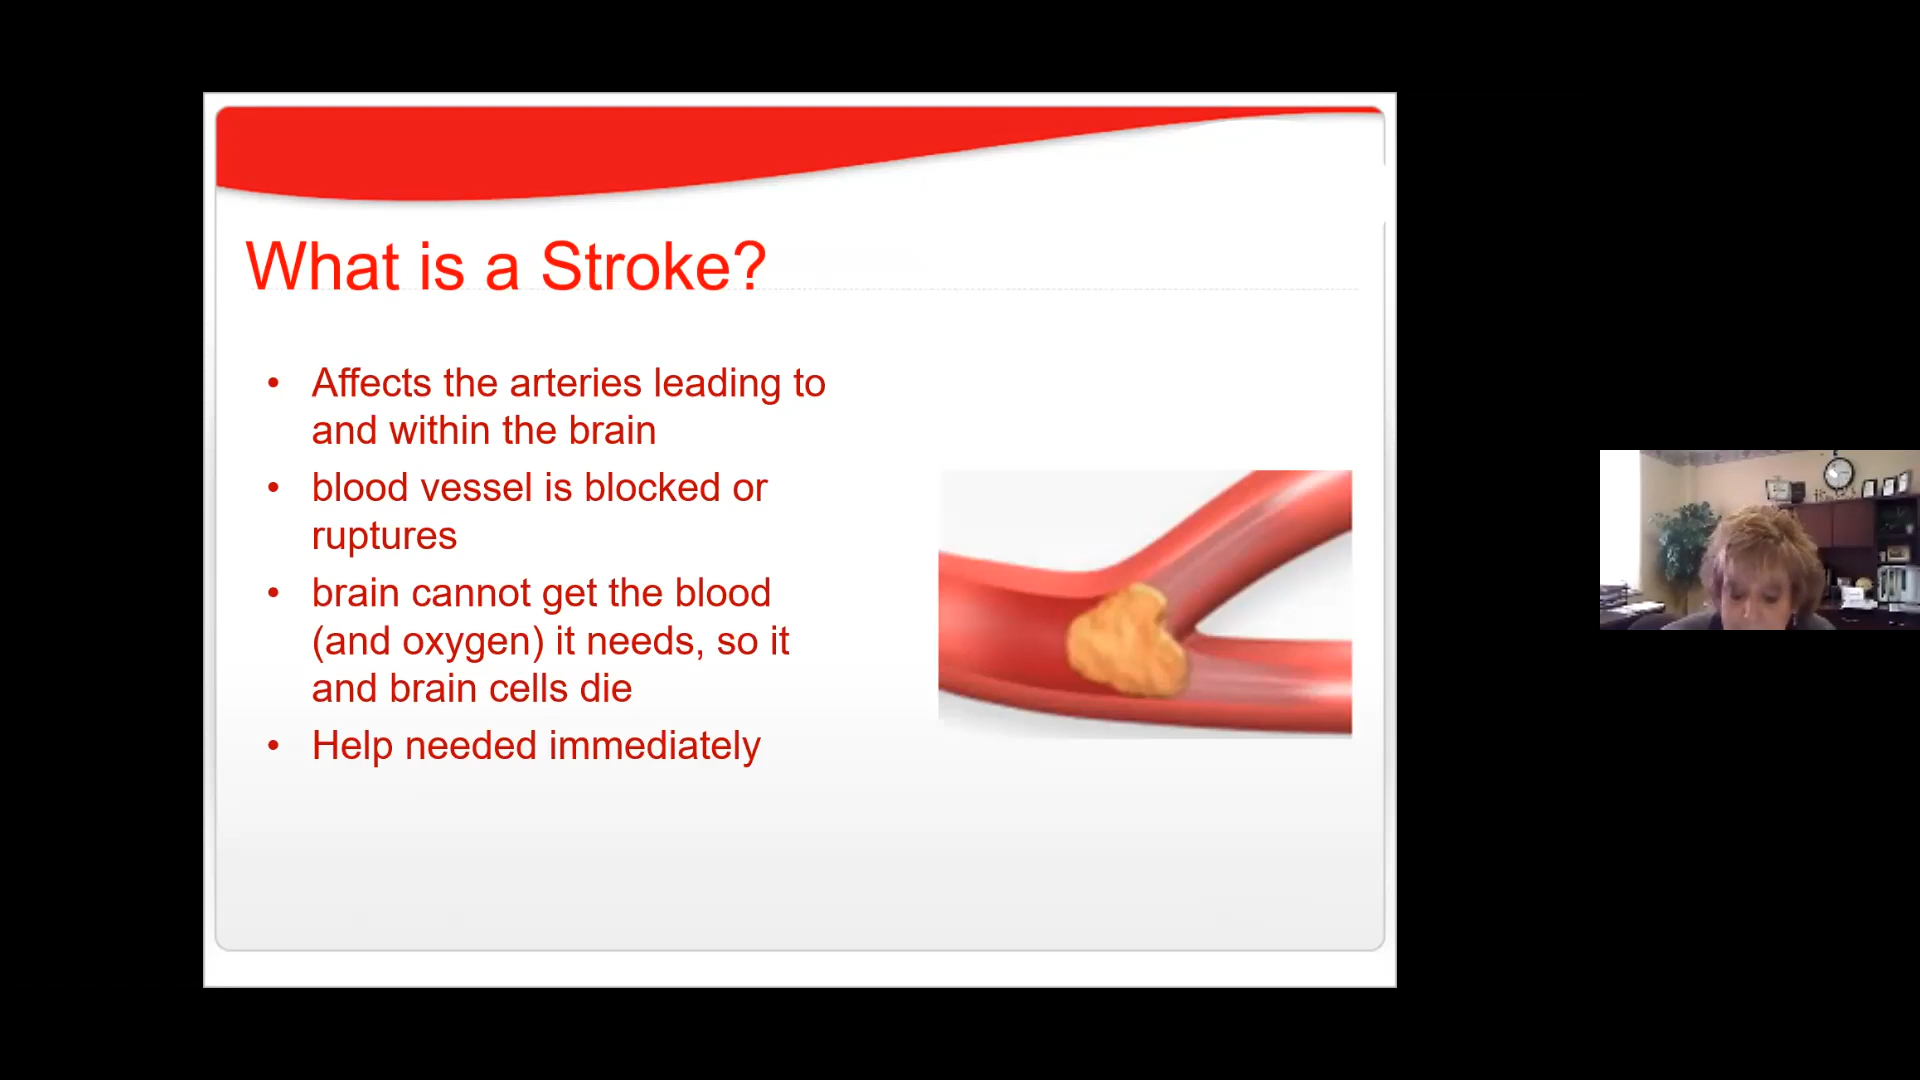 What is a Stroke?
• Affects the arteries leading to
and within the brain
• blood vessel is blocked or
ruptures
• brain cannot get the blood
(and oxygen) it needs, so it
and brain cells die
• Help needed immediately